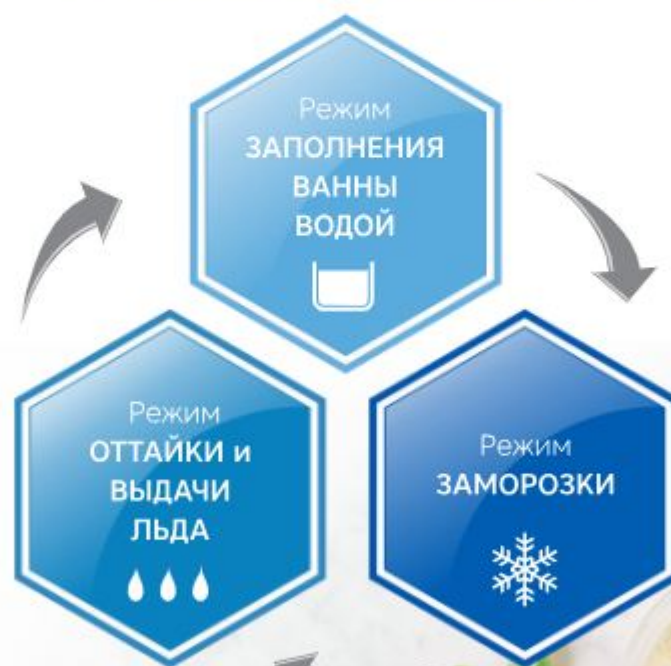 Режим
ЗАПОЛНЕНИЯ
ВАННЫ
ВОДОЙ
Режим
ОТТАЙКИ и
ВЫДАЧИ
ЛЬДА
Режим
ЗАМОРОЗКИ